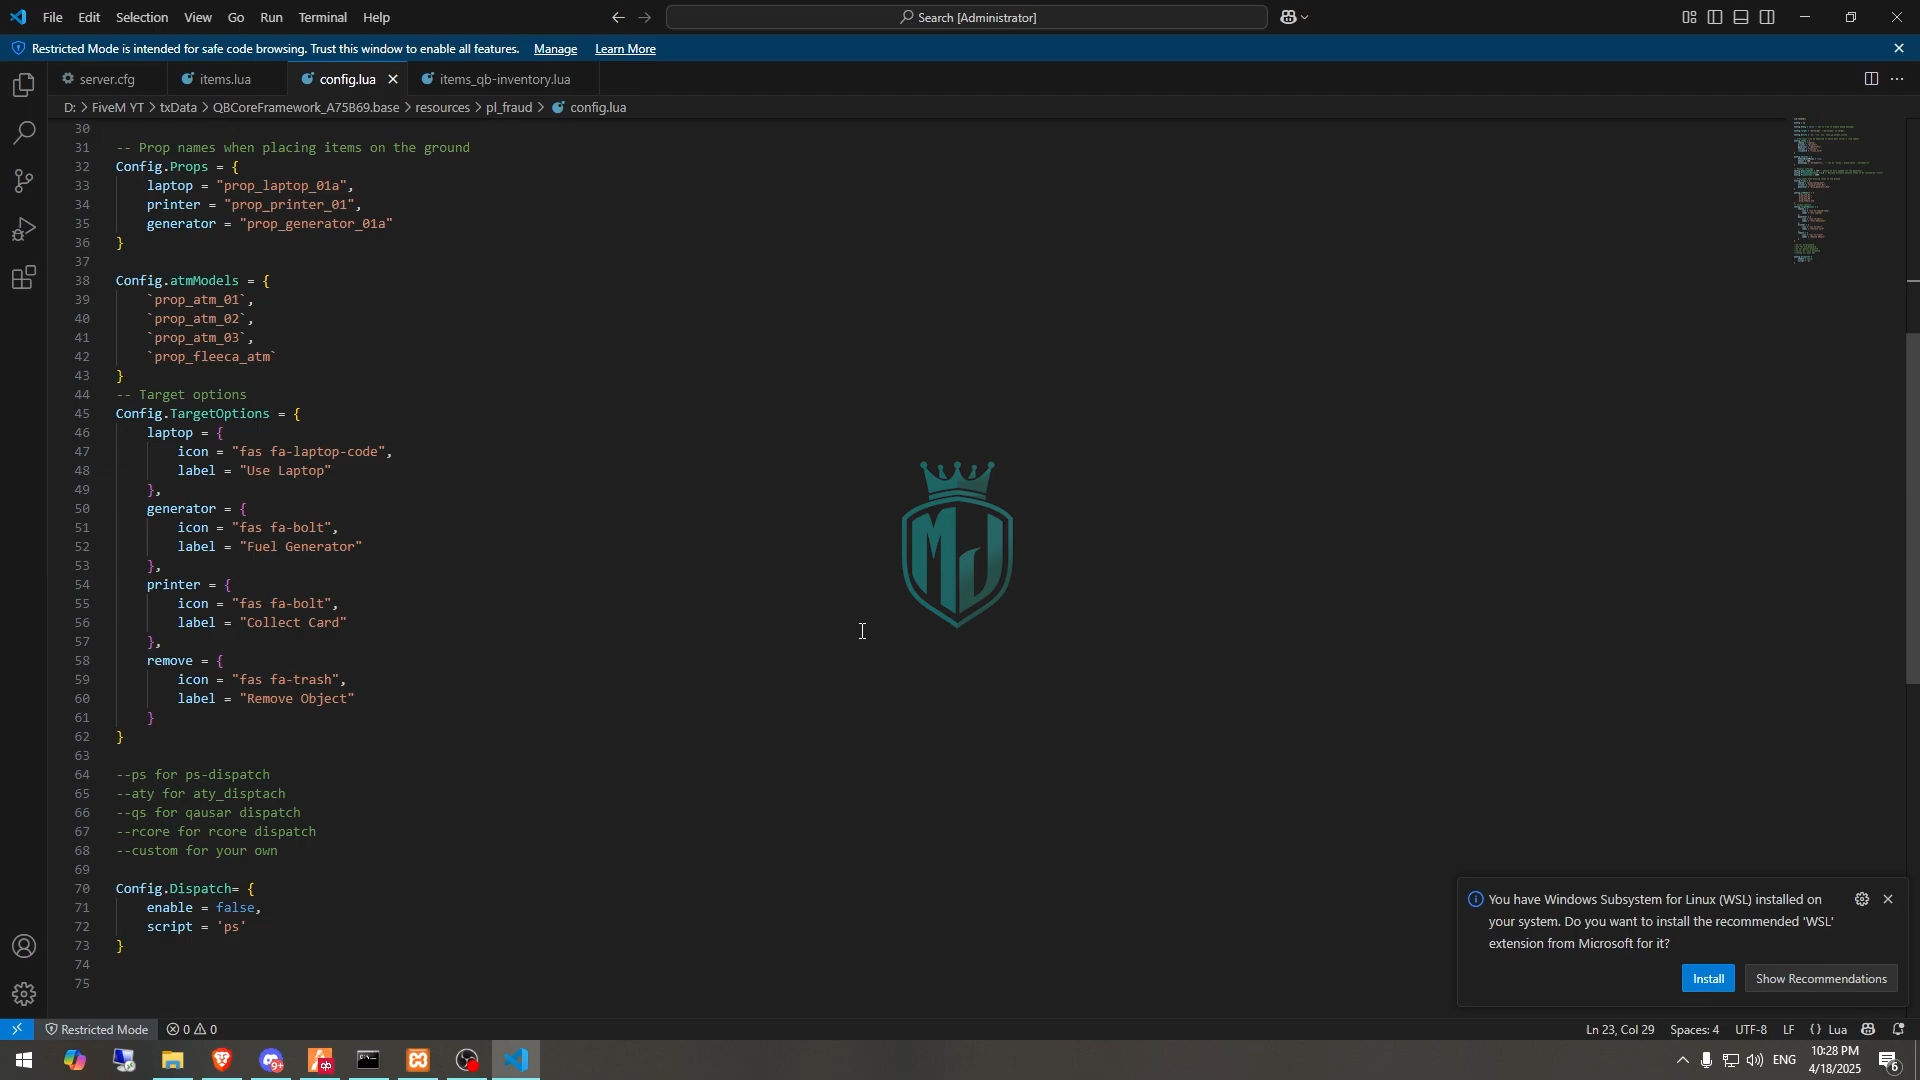 File Edit Selection View Go Run Terminal Help
Search [Administrator]
Restricted Mode is intended for safe code browsing. Trust this window to enable all features. Manage Learn More
server.cfg items.lua config.lua items_qb-inventory.lua
D: > FiveM YT > txData > QBCoreFramework_A75B69.base > resources > pl_fraud > config.lua
30
31 -- Prop names when placing items on the ground
32 Config.Props = {
33 laptop = "prop_laptop_01a",
34 printer = "prop_printer_01",
35 generator = "prop_generator_01a"
36 }
37
38 Config.atmModels = {
39 `prop_atm_01`,
40 `prop_atm_02`,
41 `prop_atm_03`,
42 `prop_fleeca_atm`
43 }
44 -- Target options
45 Config.TargetOptions = {
46 laptop = {
47 icon = "fas fa-laptop-code",
48 label = "Use Laptop"
49 },
50 generator = {
51 icon = "fas fa-bolt",
52 label = "Fuel Generator"
53 },
54 printer = {
55 icon = "fas fa-bolt",
56 label = "Collect Card"
57 },
58 remove = {
59 icon = "fas fa-trash",
60 label = "Remove Object"
61 }
62 }
63
64 --ps for ps-dispatch
65 --aty for aty_disptach
66 --qs for qausar dispatch
67 --rcore for rcore dispatch
68 --custom for your own
69
70 Config.Dispatch= {
71 enable = false,
72 script = 'ps'
73 }
74
75
MJ
You have Windows Subsystem for Linux (WSL) installed on
your system. Do you want to install the recommended 'WSL'
extension from Microsoft for it?
Install Show Recommendations
Restricted Mode 0 0 Ln 23, Col 29 Spaces: 4 UTF-8 LF {} Lua
9+ ENG 10:28 PM
4/18/2025 6